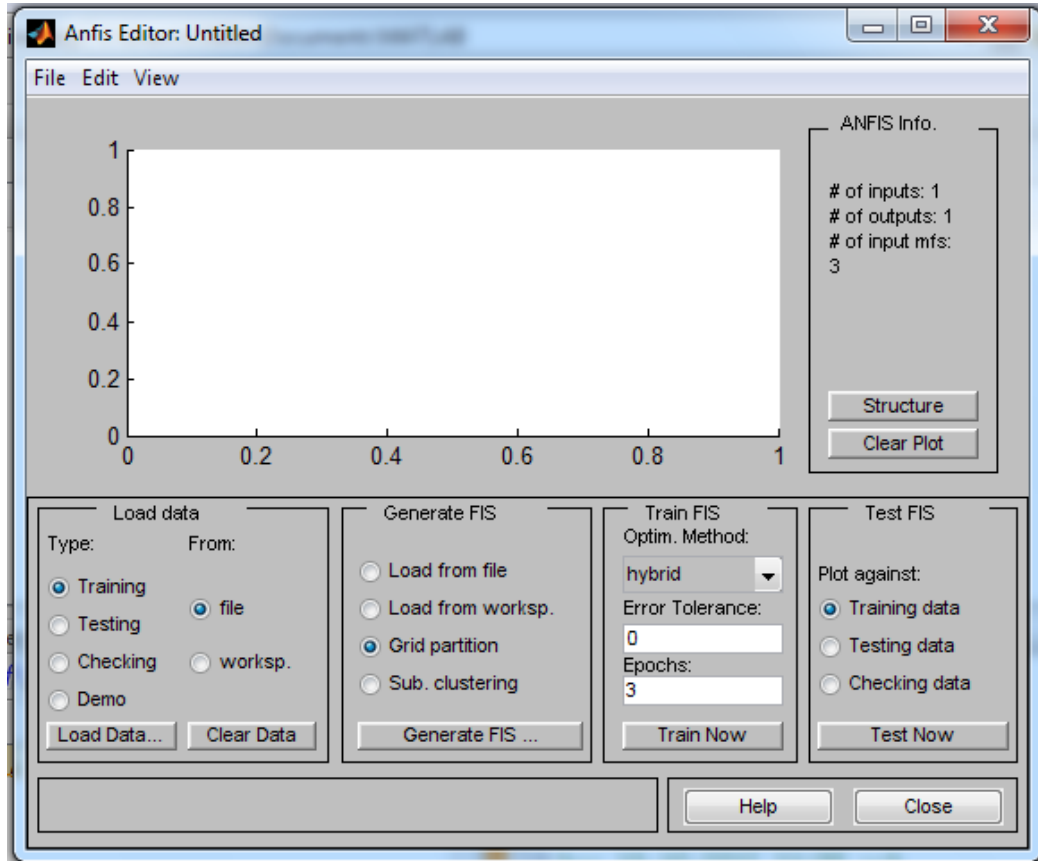 Anfis Editor: Untitled
File Edit View
ANFIS Info.
# of inputs: 1
# of outputs: 1
# of input mfs:
3
Structure
Clear Plot
1
0.8
0.6
0.4
0.2
0
0 0.2 0.4 0.6 0.8 1
Load data
Type: From:
Training
Testing
Checking
Demo
file
worksp.
Load Data... Clear Data
Generate FIS
Load from file
Load from worksp.
Grid partition
Sub. clustering
Generate FIS ...
Train FIS
Optim. Method:
hybrid
Error Tolerance:
0
Epochs:
3
Train Now
Test FIS
Plot against:
Training data
Testing data
Checking data
Test Now
Help Close